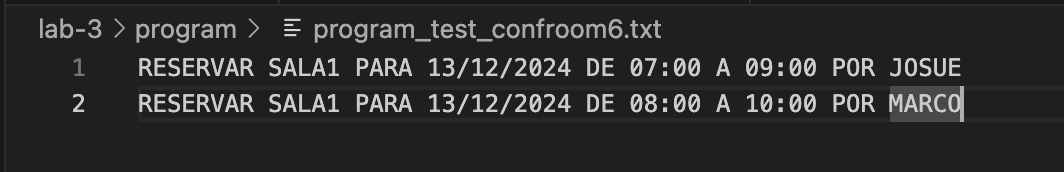 lab-3 > program > program_test_confroom6.txt
1 RESERVAR SALA1 PARA 13/12/2024 DE 07:00 A 09:00 POR JOSUE
2 RESERVAR SALA1 PARA 13/12/2024 DE 08:00 A 10:00 POR MARCO